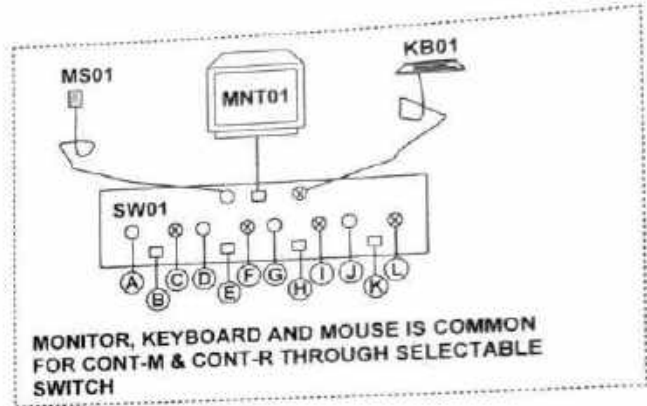 MS01
KB01
MNT01
SW01
A
B
C
D
E
F
G
H
I
J
K
L
MONITOR, KEYBOARD AND MOUSE IS COMMON
FOR CONT-M & CONT-R THROUGH SELECTABLE
SWITCH